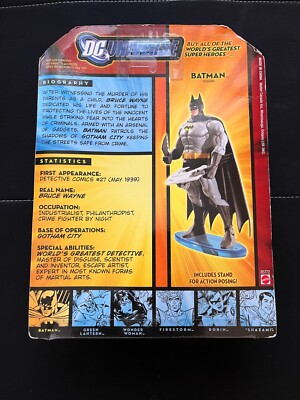 DC UNIVERSE
BUY ALL OF THE
WORLD'S GREATEST
SUPER HEROES
BATMAN
BIOGRAPHY
AFTER WITNESSING THE MURDER OF HIS
PARENTS AS A CHILD, BRUCE WAYNE
DEDICATED HIS LIFE AND FORTUNE TO
PROTECTING THE LIVES OF THE INNOCENT
WHILE STRIKING FEAR INTO THE HEARTS OF
CRIMINALS. ARMED WITH AN ARSENAL
OF GADGETS, BATMAN PATROLS THE
SHADOWS OF GOTHAM CITY KEEPING
THE STREETS SAFE FROM CRIME.
STATISTICS
FIRST APPEARANCE:
DETECTIVE COMICS #27 (MAY 1939)
REAL NAME:
BRUCE WAYNE
OCCUPATION:
INDUSTRIALIST, PHILANTHROPIST,
CRIME FIGHTER BY NIGHT
BASE OF OPERATIONS:
GOTHAM CITY
SPECIAL ABILITIES:
WORLD'S GREATEST DETECTIVE,
MASTER OF DISGUISE, SCIENTIST
AND INVENTOR, ESCAPE ARTIST,
EXPERT IN MOST KNOWN FORMS
OF MARTIAL ARTS.
INCLUDES STAND
FOR ACTION POSING!
BATMAN™
GREEN
LANTERN™
WONDER
WOMAN™
FIRESTORM™
ROBIN™
SHAZAM!™